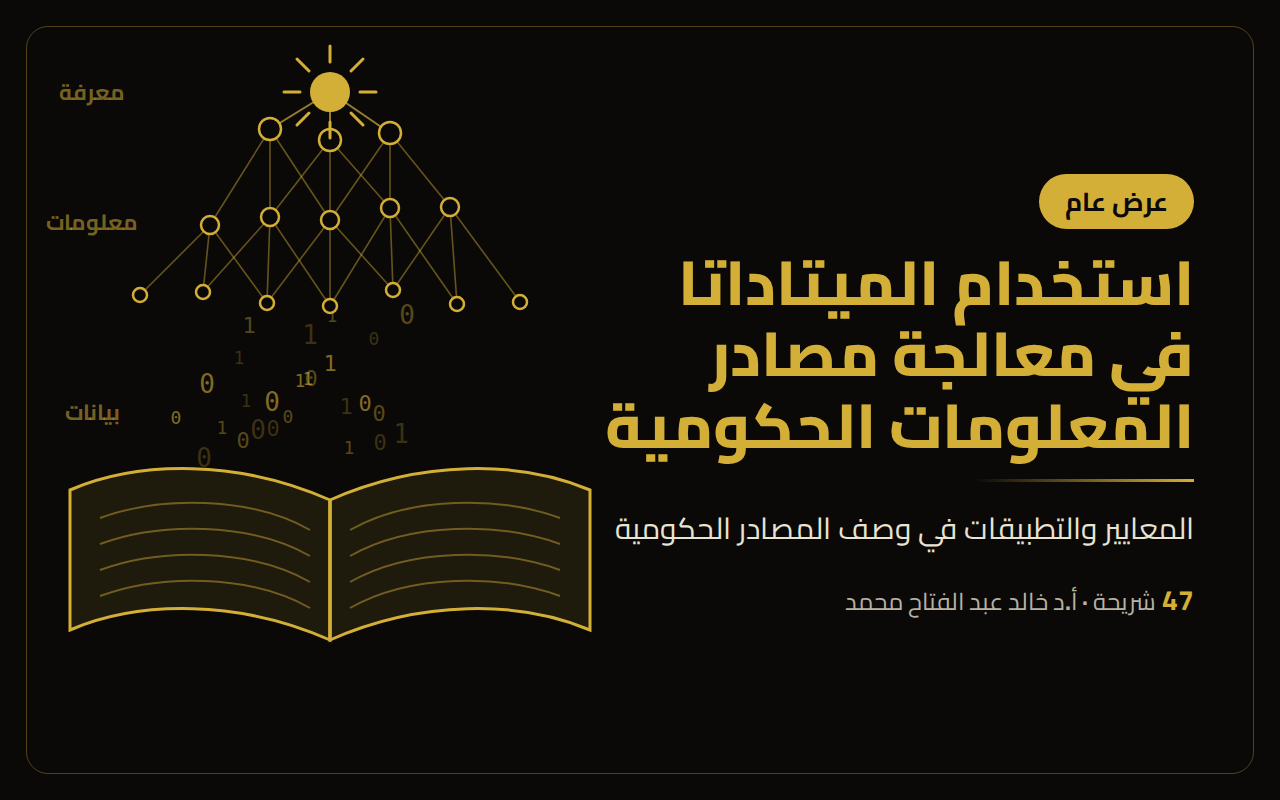 عرض عام
استخدام الميتاداتا
في معالجة مصادر
المعلومات الحكومية
المعايير والتطبيقات في وصف المصادر الحكومية
47 شريحة · أ.د خالد عبد الفتاح محمد
معرفة
معلومات
بيانات